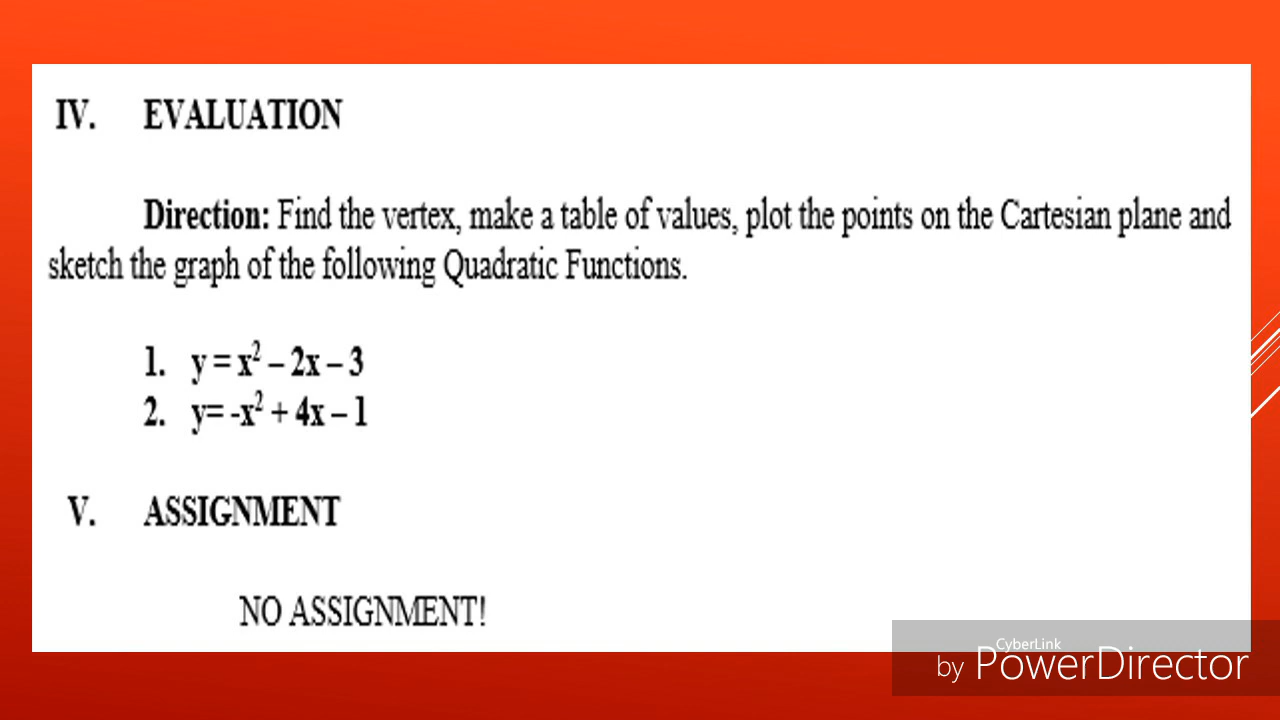 IV. EVALUATION
Direction: Find the vertex, make a table of values, plot the points on the Cartesian plane and
sketch the graph of the following Quadratic Functions.
1. y = x² – 2x – 3
2. y= -x² + 4x – 1
V. ASSIGNMENT
NO ASSIGNMENT!
CyberLink
by PowerDirector